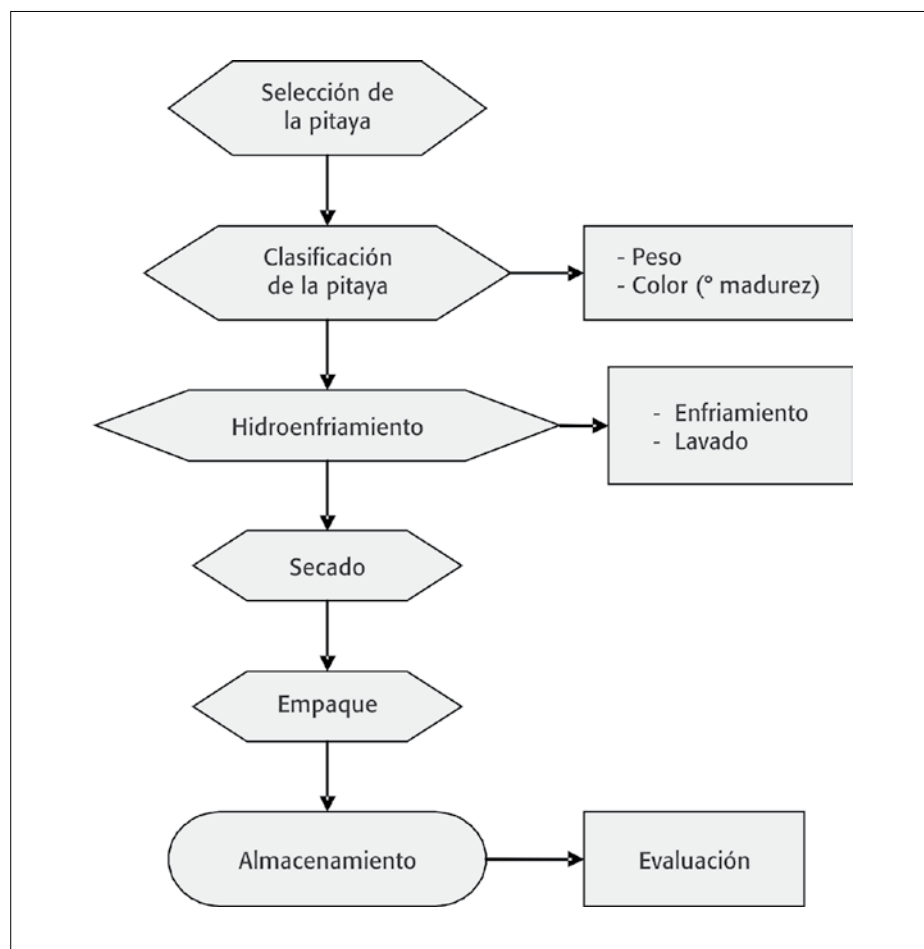 Selección de
la pitaya
Clasificación
de la pitaya
- Peso
- Color (° madurez)
Hidroenfriamiento
- Enfriamiento
- Lavado
Secado
Empaque
Almacenamiento
Evaluación